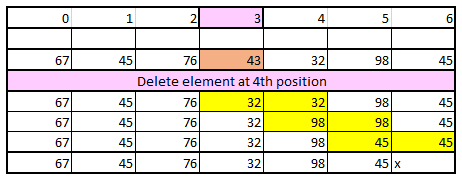 0 1 2 3 4 5 6
67 45 76 43 32 98 45
Delete element at 4th position
67 45 76 32 32 98 45
67 45 76 32 98 98 45
67 45 76 32 98 45 45
67 45 76 32 98 45 x